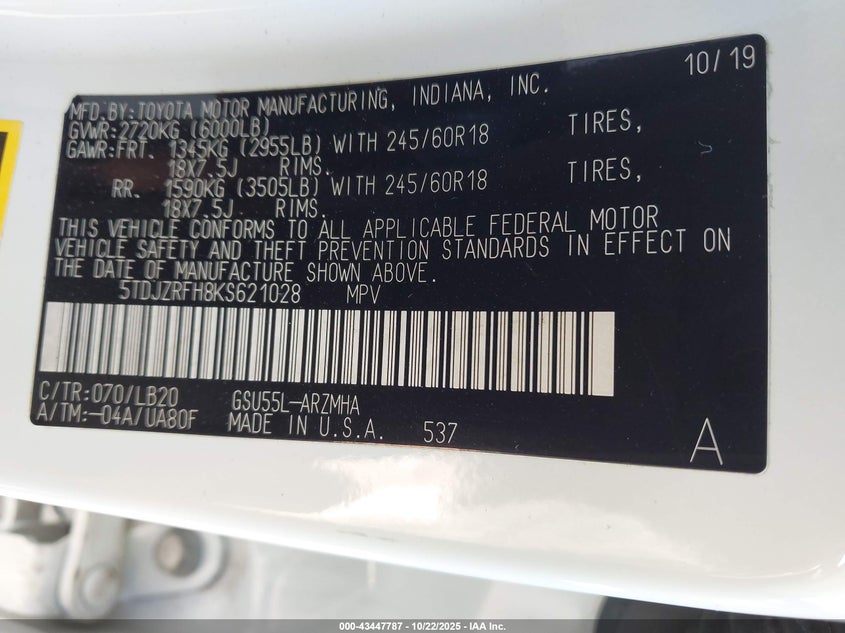 10/19
MFD.BY:TOYOTA MOTOR MANUFACTURING, INDIANA, INC.
GVWR:2720KG (6000LB)
GAWR:FRT. 1345KG (2955LB) WITH 245/60R18 TIRES,
18X7.5J RIMS.
RR. 1590KG (3505LB) WITH 245/60R18 TIRES,
18X7.5J RIMS.
THIS VEHICLE CONFORMS TO ALL APPLICABLE FEDERAL MOTOR
VEHICLE SAFETY AND THEFT PREVENTION STANDARDS IN EFFECT ON
THE DATE OF MANUFACTURE SHOWN ABOVE.
5TDJZRFH8KS621028 MPV
C/TR:070/LB20 GSU55L-ARZMHA
A/TM:-04A/UA80F MADE IN U.S.A. 537
A
000-43447787 - 10/22/2025 - IAA Inc.